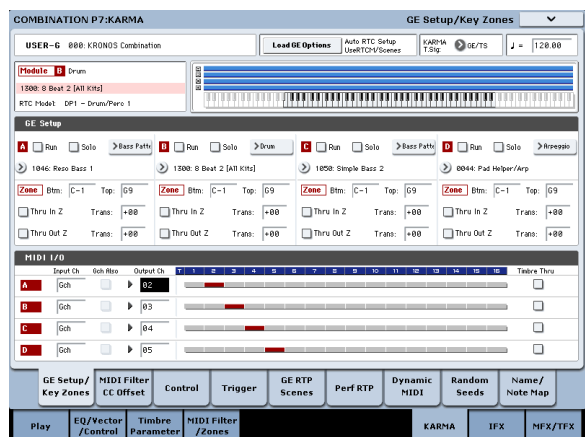 COMBINATION P7:KARMA GE Setup/Key Zones
USER-G 000: KRONOS Combination Load GE Options Auto RTC Setup UseRTCM/Scenes KARMA T.Sig: GE/TS ♩ = 120.00
Module B Drum
1300: 8 Beat 2 [All Kits]
RTC Model: DP1 - Drum/Perc 1
A B C D
GE Setup
A Run Solo Bass Patte B Run Solo Drum C Run Solo Bass Patte D Run Solo Arpeggio
1046: Reso Bass 1 1300: 8 Beat 2 [All Kits] 1050: Simple Bass 2 0044: Pad Helper/Arp
Zone Btm: C-1 Top: G9 Zone Btm: C-1 Top: G9 Zone Btm: C-1 Top: G9 Zone Btm: C-1 Top: G9
Thru In Z Trans: +00 Thru In Z Trans: +00 Thru In Z Trans: +00 Thru In Z Trans: +00
Thru Out Z Trans: +00 Thru Out Z Trans: +00 Thru Out Z Trans: +00 Thru Out Z Trans: +00
MIDI I/O
Input Ch Gch Also Output Ch T 1 2 3 4 5 6 7 8 9 10 11 12 13 14 15 16 Timbre Thru
A Gch 02
B Gch 03
C Gch 04
D Gch 05
GE Setup/ Key Zones MIDI Filter CC Offset Control Trigger GE RTP Scenes Perf RTP Dynamic MIDI Random Seeds Name/ Note Map
Play EQ/Vector /Control Timbre Parameter MIDI Filter /Zones KARMA IFX MFX/TFX